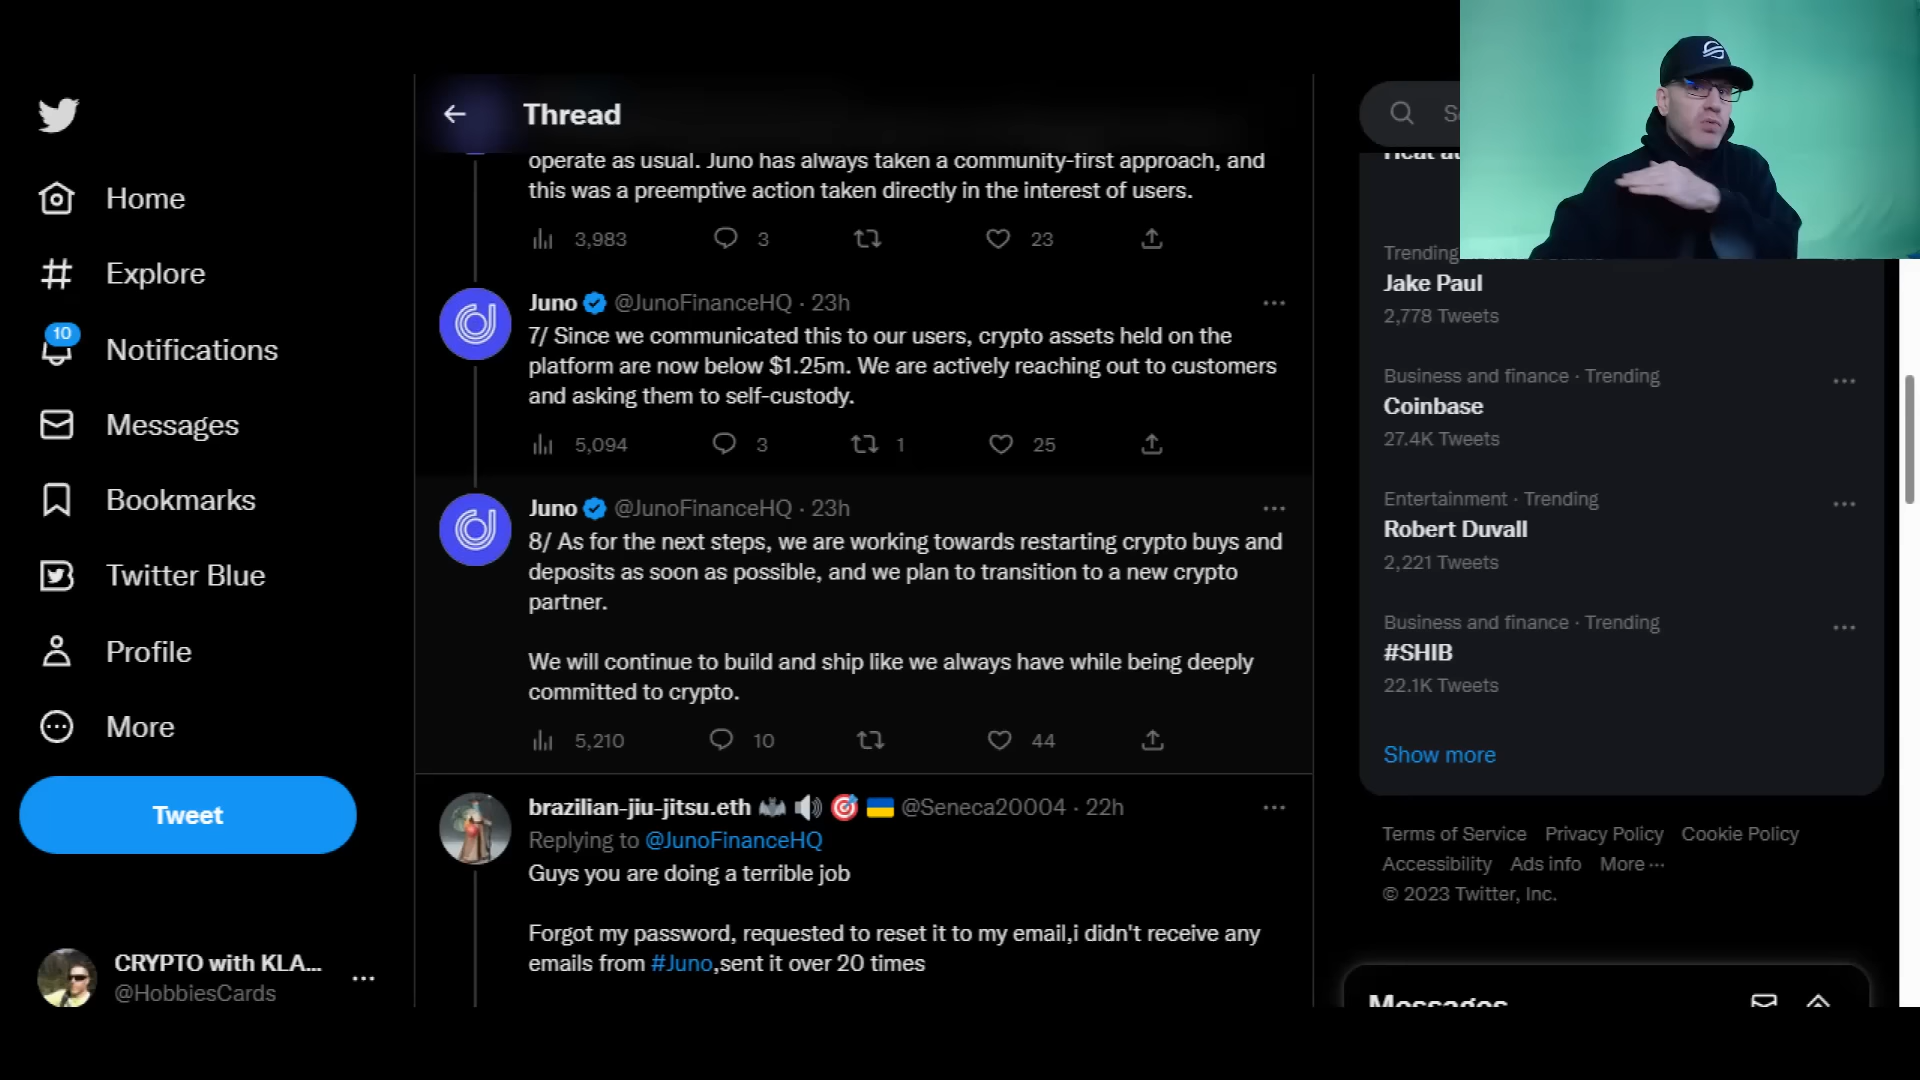 Home
Explore
10
Notifications
Messages
Bookmarks
Twitter Blue
Profile
More
Tweet
CRYPTO with KLA...
@HobbiesCards
Thread
operate as usual. Juno has always taken a community-first approach, and
this was a preemptive action taken directly in the interest of users.
3,983 3 23
Juno @JunoFinanceHQ · 23h
7/ Since we communicated this to our users, crypto assets held on the
platform are now below $1.25m. We are actively reaching out to customers
and asking them to self-custody.
5,094 3 1 25
Juno @JunoFinanceHQ · 23h
8/ As for the next steps, we are working towards restarting crypto buys and
deposits as soon as possible, and we plan to transition to a new crypto
partner.
We will continue to build and ship like we always have while being deeply
committed to crypto.
5,210 10 44
brazilian-jiu-jitsu.eth 🦇 🔊 🎯 🇺🇦 @Seneca20004 · 22h
Replying to @JunoFinanceHQ
Guys you are doing a terrible job
Forgot my password, requested to reset it to my email,i didn't receive any
emails from #Juno,sent it over 20 times
Trending
Jake Paul
2,778 Tweets
Business and finance · Trending
Coinbase
27.4K Tweets
Entertainment · Trending
Robert Duvall
2,221 Tweets
Business and finance · Trending
#SHIB
22.1K Tweets
Show more
Terms of Service Privacy Policy Cookie Policy
Accessibility Ads info More ...
© 2023 Twitter, Inc.
Messages